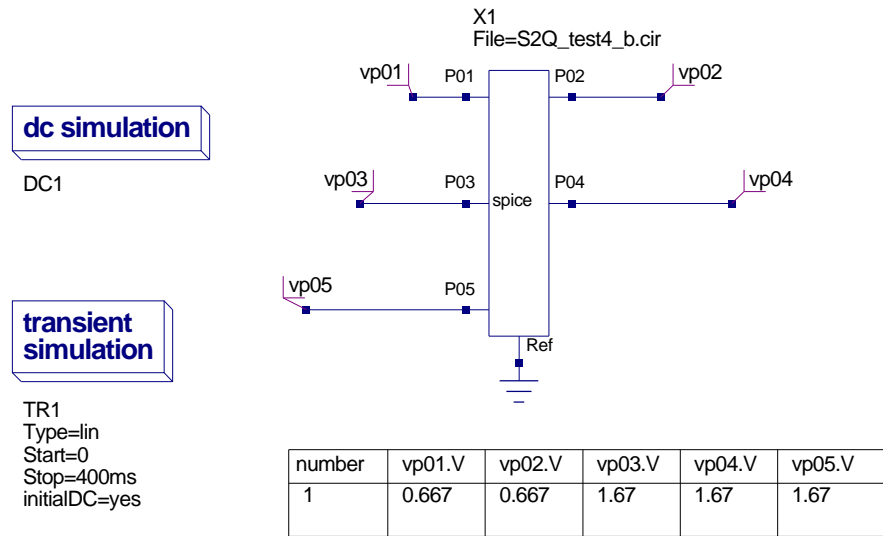 X1
File=S2Q_test4_b.cir
vp01
P01
P02
vp02
dc simulation
DC1
vp03
P03
spice
P04
vp04
vp05
P05
Ref
transient
simulation
TR1
Type=lin
Start=0
Stop=400ms
initialDC=yes
number vp01.V vp02.V vp03.V vp04.V vp05.V
1 0.667 0.667 1.67 1.67 1.67